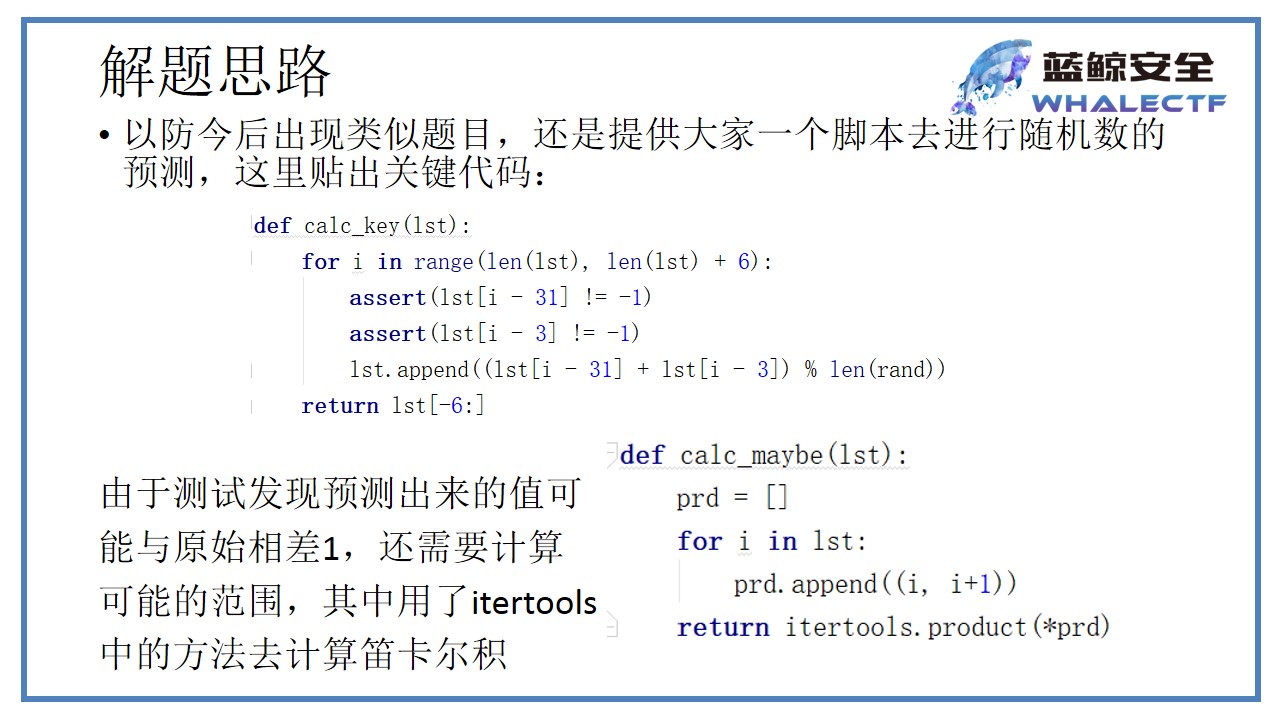 解题思路
蓝鲸安全
WHALECTF
• 以防今后出现类似题目，还是提供大家一个脚本去进行随机数的
预测，这里贴出关键代码：
def calc_key(lst):
    for i in range(len(lst), len(lst) + 6):
        assert(lst[i - 31] != -1)
        assert(lst[i - 3] != -1)
        lst.append((lst[i - 31] + lst[i - 3]) % len(rand))
    return lst[-6:]
由于测试发现预测出来的值可
能与原始相差1，还需要计算
可能的范围，其中用了itertools
中的方法去计算笛卡尔积
def calc_maybe(lst):
    prd = []
    for i in lst:
        prd.append((i, i+1))
    return itertools.product(*prd)